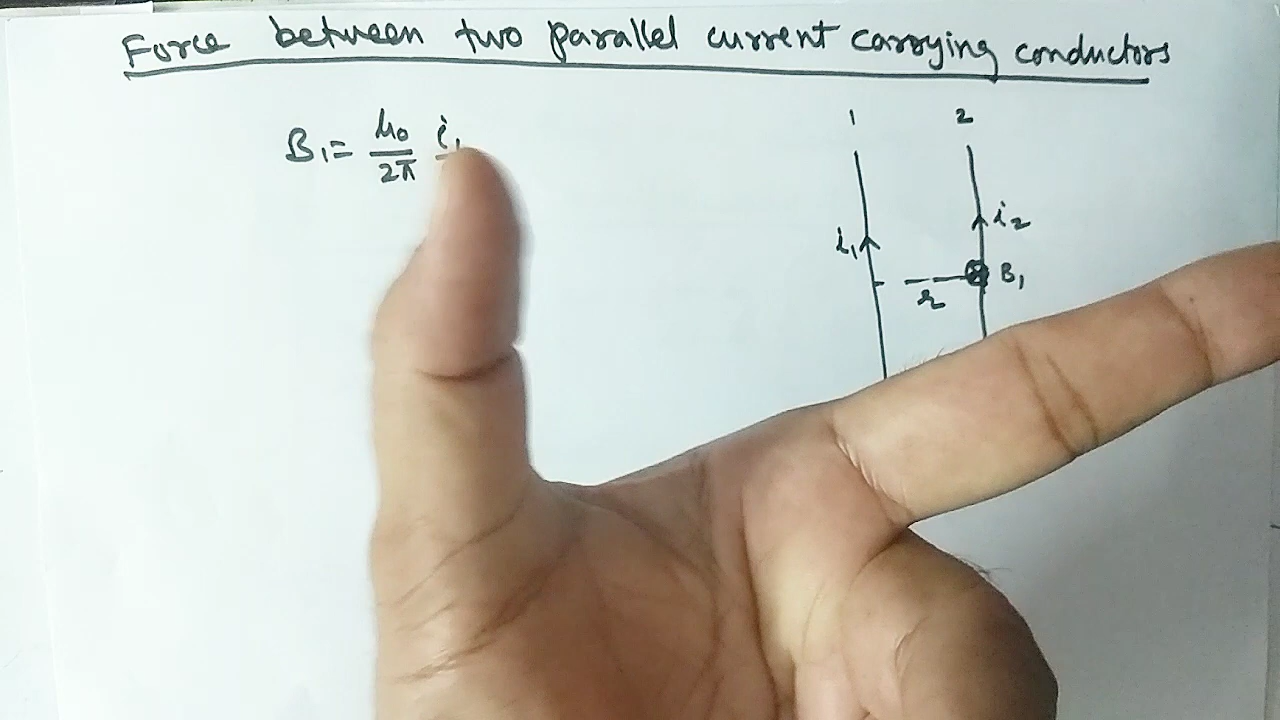 Force between two parallel current carrying conductors
B₁ = μ₀/2π i₁
1 2
i₂
i₁
B₁
r